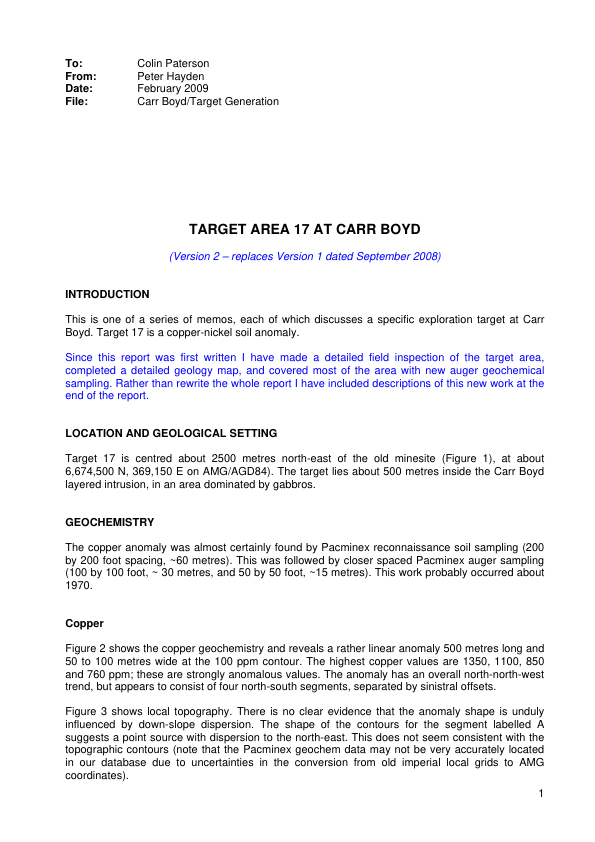 To: Colin Paterson
From: Peter Hayden
Date: February 2009
File: Carr Boyd/Target Generation
TARGET AREA 17 AT CARR BOYD
(Version 2 – replaces Version 1 dated September 2008)
INTRODUCTION
This is one of a series of memos, each of which discusses a specific exploration target at Carr
Boyd. Target 17 is a copper-nickel soil anomaly.
Since this report was first written I have made a detailed field inspection of the target area,
completed a detailed geology map, and covered most of the area with new auger geochemical
sampling. Rather than rewrite the whole report I have included descriptions of this new work at the
end of the report.
LOCATION AND GEOLOGICAL SETTING
Target 17 is centred about 2500 metres north-east of the old minesite (Figure 1), at about
6,674,500 N, 369,150 E on AMG/AGD84). The target lies about 500 metres inside the Carr Boyd
layered intrusion, in an area dominated by gabbros.
GEOCHEMISTRY
The copper anomaly was almost certainly found by Pacminex reconnaissance soil sampling (200
by 200 foot spacing, ~60 metres). This was followed by closer spaced Pacminex auger sampling
(100 by 100 foot, ~ 30 metres, and 50 by 50 foot, ~15 metres). This work probably occurred about
1970.
Copper
Figure 2 shows the copper geochemistry and reveals a rather linear anomaly 500 metres long and
50 to 100 metres wide at the 100 ppm contour. The highest copper values are 1350, 1100, 850
and 760 ppm; these are strongly anomalous values. The anomaly has an overall north-north-west
trend, but appears to consist of four north-south segments, separated by sinistral offsets.
Figure 3 shows local topography. There is no clear evidence that the anomaly shape is unduly
influenced by down-slope dispersion. The shape of the contours for the segment labelled A
suggests a point source with dispersion to the north-east. This does not seem consistent with the
topographic contours (note that the Pacminex geochem data may not be very accurately located
in our database due to uncertainties in the conversion from old imperial local grids to AMG
coordinates).
1